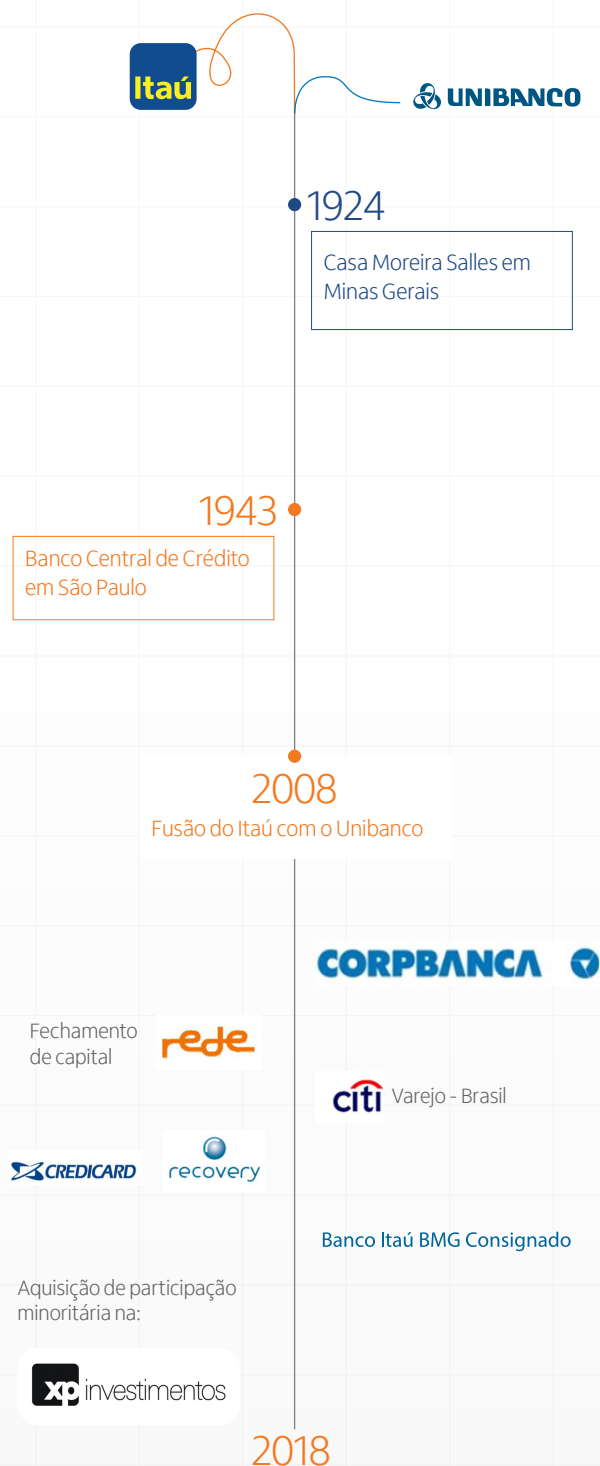 Itaú
UNIBANCO
1924
Casa Moreira Salles em
Minas Gerais
1943
Banco Central de Crédito
em São Paulo
2008
Fusão do Itaú com o Unibanco
CORPBANCA
Fechamento
de capital
rede
citi
Varejo - Brasil
CREDICARD
recovery
Banco Itaú BMG Consignado
Aquisição de participação
minoritária na:
xp investimentos
2018